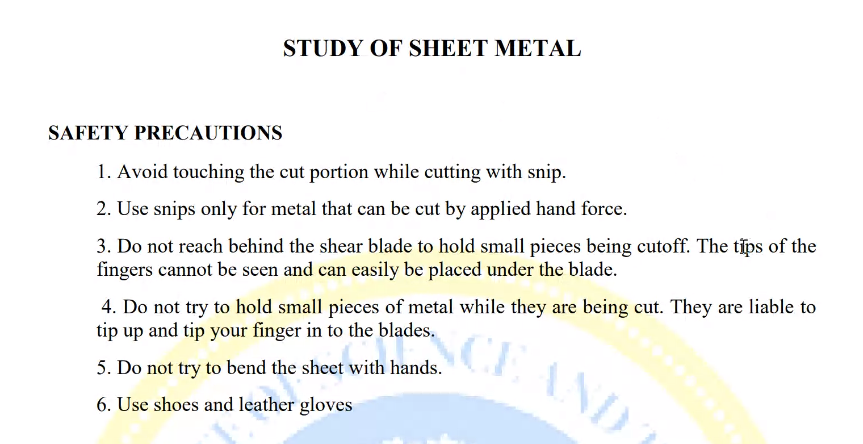 STUDY OF SHEET METAL
SAFETY PRECAUTIONS
1. Avoid touching the cut portion while cutting with snip.
2. Use snips only for metal that can be cut by applied hand force.
3. Do not reach behind the shear blade to hold small pieces being cutoff. The tips of the
fingers cannot be seen and can easily be placed under the blade.
4. Do not try to hold small pieces of metal while they are being cut. They are liable to
tip up and tip your finger in to the blades.
5. Do not try to bend the sheet with hands.
6. Use shoes and leather gloves
OF SCIENCE AND